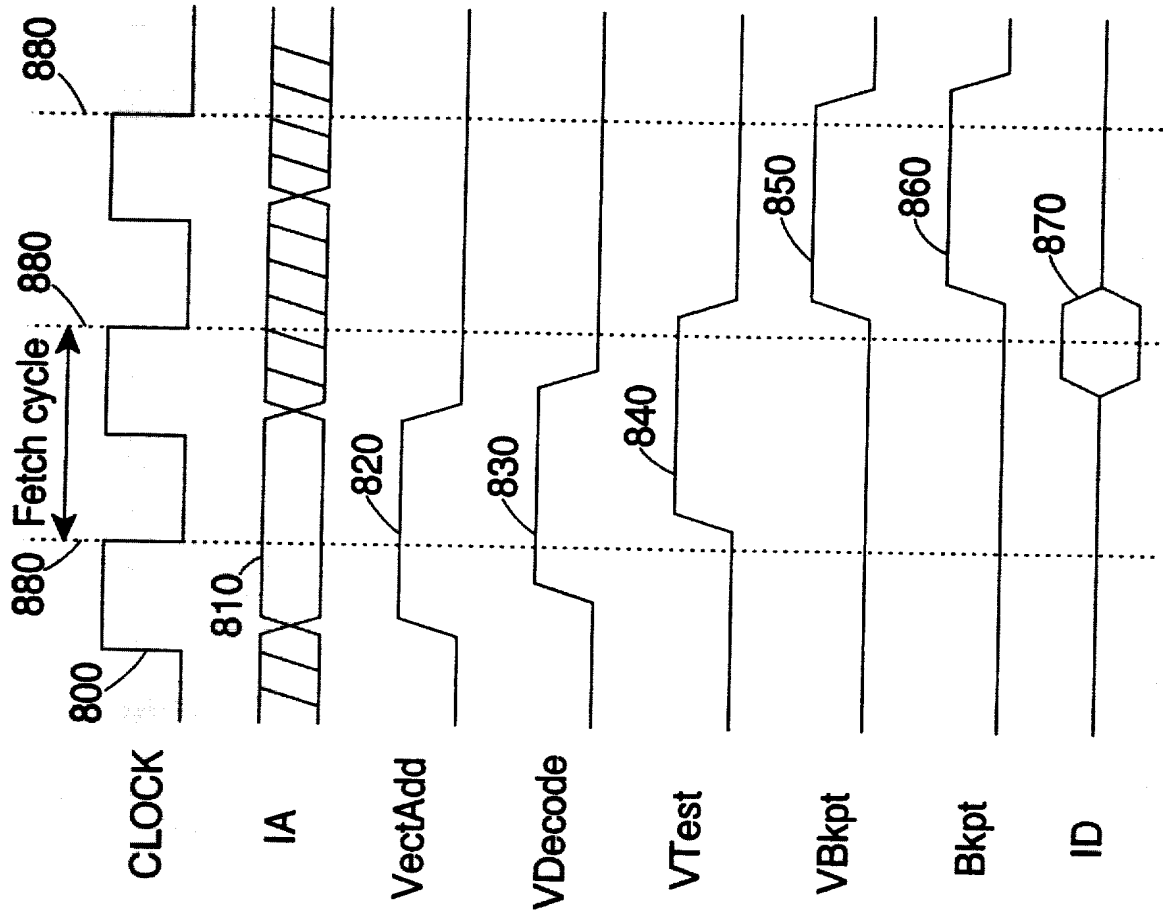 880 Fetch cycle
880
880
CLOCK
800
IA
810
VectAdd
820
VDecode
830
VTest
840
VBkpt
850
Bkpt
860
ID
870